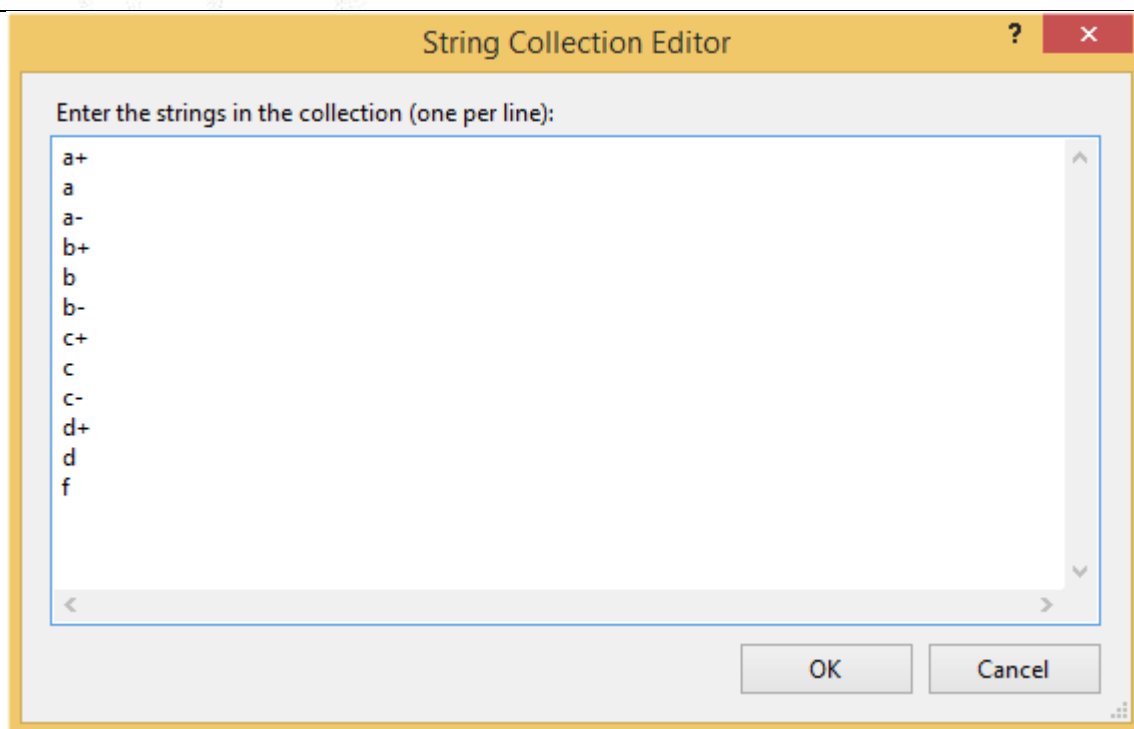 String Collection Editor
?
×
Enter the strings in the collection (one per line):
a+
a
a-
b+
b
b-
c+
c
c-
d+
d
f
OK
Cancel